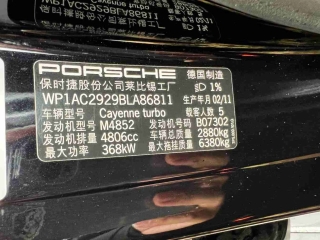 PORSCHE 德国制造
保时捷股份公司莱比锡工厂 1%
WP1AC2929BLA86811 生产年月 02/11
车辆型号 Cayenne turbo 载客人数 5
发动机型号 M4852 发动机号码 B07302
发动机排量 4806cc 车辆总质量 2880kg
最大功率 368kW 最大拖挂质量 6380kg